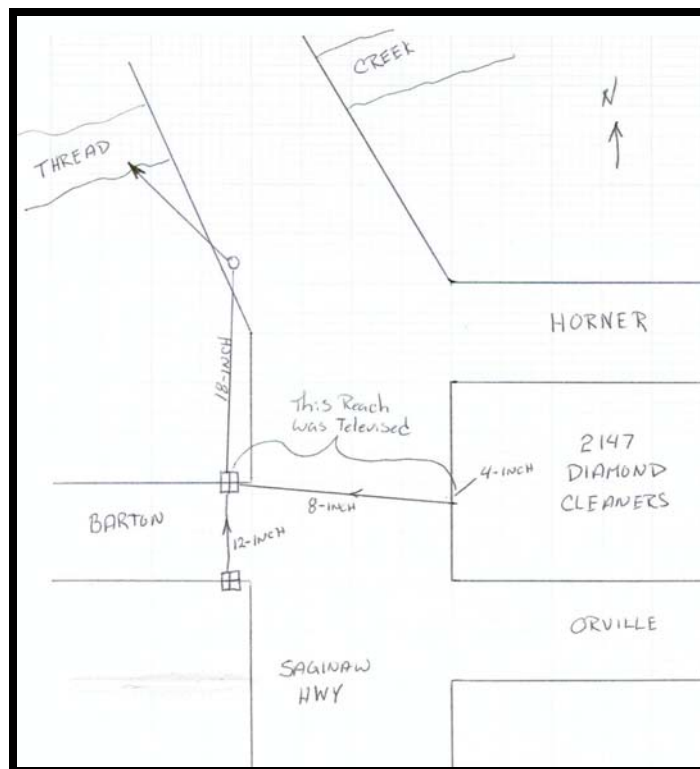 CREEK
N
THREAD
HORNER
18-INCH
This Reach
was Televised
2147
DIAMOND
CLEANERS
4-INCH
8-INCH
BARTON
12-INCH
ORVILLE
SAGINAW
HWY